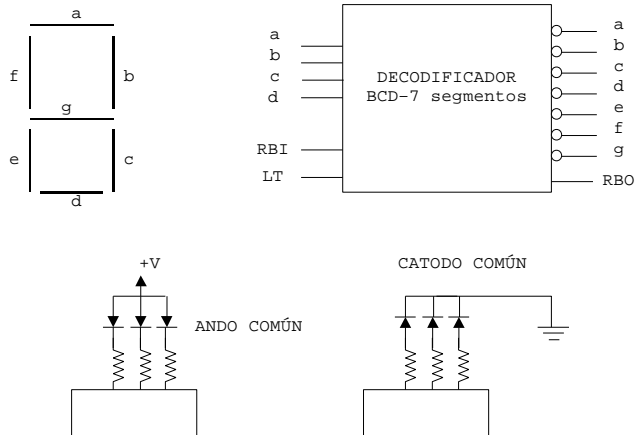 a
f
b
g
e
c
d
a
b
c
d
RBI
LT
DECODIFICADOR
BCD-7 segmentos
a
b
c
d
e
f
g
RBO
+V
ANDO COMÚN
CATODO COMÚN